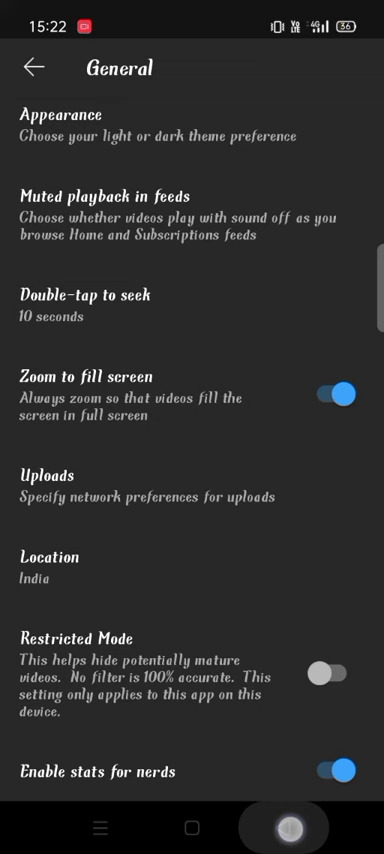 15:22
Vo LTE 4G 36
General
Appearance
Choose your light or dark theme preference
Muted playback in feeds
Choose whether videos play with sound off as you
browse Home and Subscriptions feeds
Double-tap to seek
10 seconds
Zoom to fill screen
Always zoom so that videos fill the
screen in full screen
Uploads
Specify network preferences for uploads
Location
India
Restricted Mode
This helps hide potentially mature
videos. No filter is 100% accurate. This
setting only applies to this app on this
device.
Enable stats for nerds